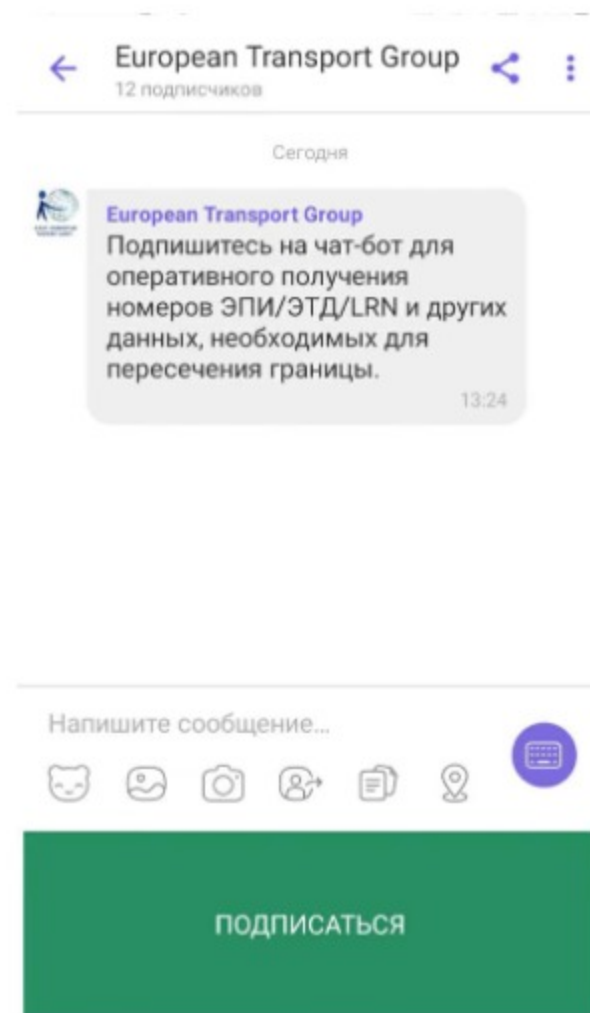 European Transport Group
12 подписчиков
Сегодня
European Transport Group
Подпишитесь на чат-бот для
оперативного получения
номеров ЭПИ/ЭТД/LRN и других
данных, необходимых для
пересечения границы.
13:24
Напишите сообщение...
ПОДПИСАТЬСЯ